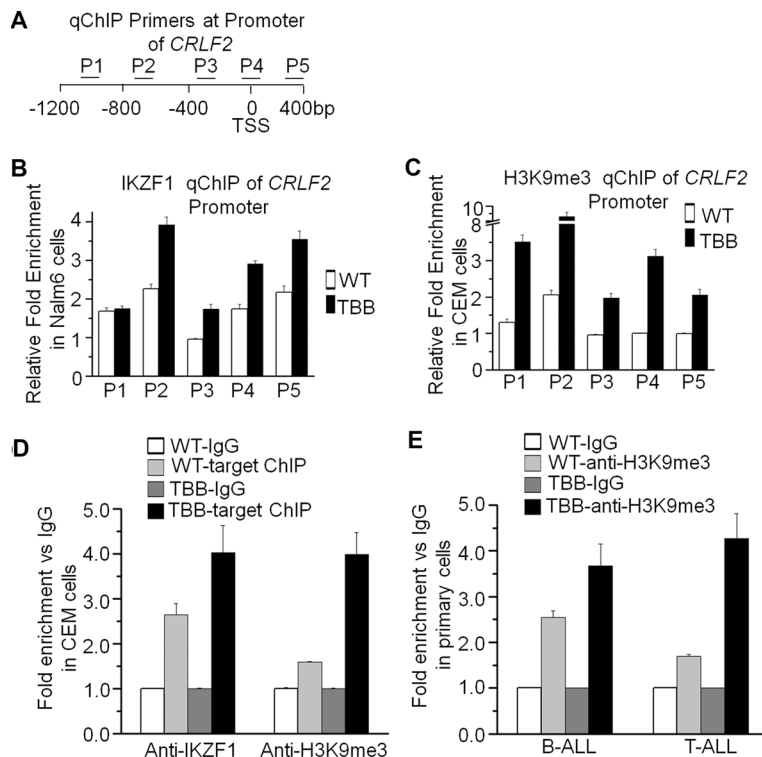 A
qChIP Primers at Promoter
of CRLF2
P1 P2 P3 P4 P5
-1200 -800 -400 0 400bp
TSS
B
IKZF1 qChIP of CRLF2
Promoter
Relative Fold Enrichment
in Nalm6 cells
4
3
2
1
0
WT
TBB
P1 P2 P3 P4 P5
C
H3K9me3 qChIP of CRLF2
Promoter
Relative Fold Enrichment
in CEM cells
10
8
3
2
1
0
WT
TBB
P1 P2 P3 P4 P5
D
WT-IgG
WT-target ChIP
TBB-IgG
TBB-target ChIP
Fold enrichment vs IgG
in CEM cells
5.0
4.0
3.0
2.0
1.0
0.0
Anti-IKZF1 Anti-H3K9me3
E
WT-IgG
WT-anti-H3K9me3
TBB-IgG
TBB-anti-H3K9me3
Fold enrichment vs IgG
in primary cells
5.0
4.0
3.0
2.0
1.0
0.0
B-ALL T-ALL